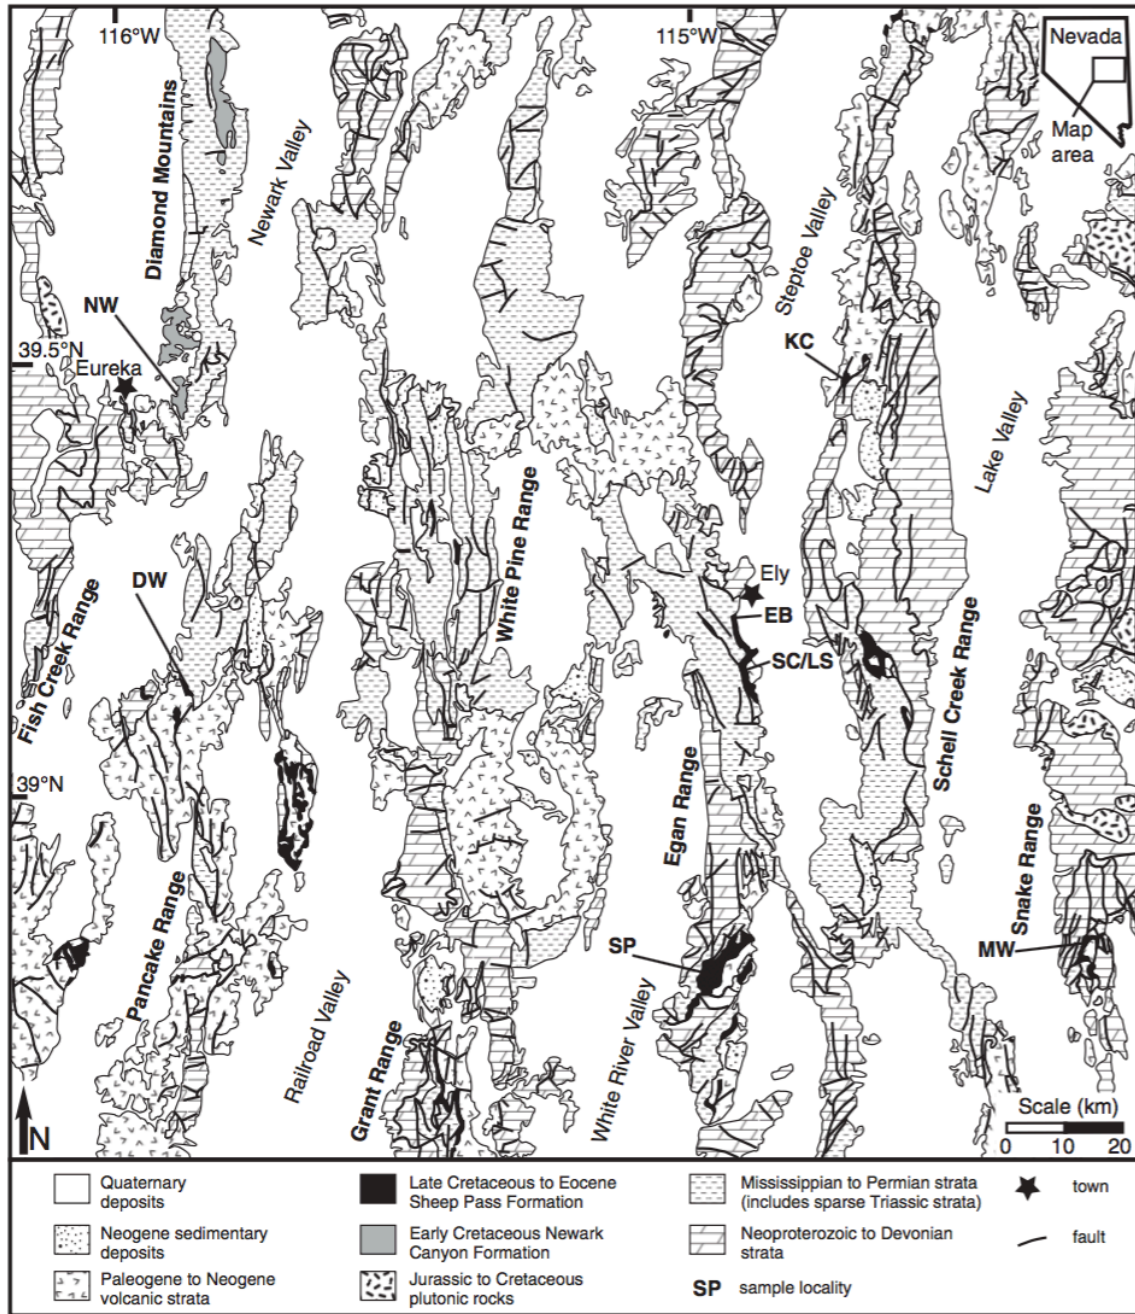 116°W
115°W
Nevada
Map
area
Diamond Mountains
Newark Valley
Steptoe Valley
NW
KC
39.5°N
Eureka
Lake Valley
White Pine Range
DW
Ely
EB
SC/LS
Fish Creek Range
Schell Creek Range
39°N
Egan Range
Snake Range
Pancake Range
SP
MW
Railroad Valley
White River Valley
Grant Range
N
Scale (km)
0 10 20
Quaternary
deposits
Neogene sedimentary
deposits
Paleogene to Neogene
volcanic strata
Late Cretaceous to Eocene
Sheep Pass Formation
Early Cretaceous Newark
Canyon Formation
Jurassic to Cretaceous
plutonic rocks
Mississippian to Permian strata
(includes sparse Triassic strata)
Neoproterozoic to Devonian
strata
SP sample locality
town
fault